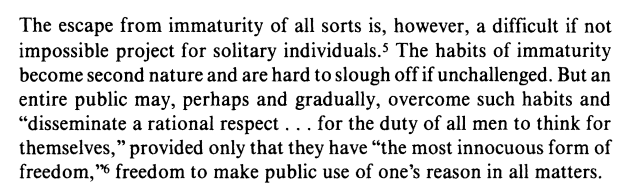 The escape from immaturity of all sorts is, however, a difficult if not
impossible project for solitary individuals.⁵ The habits of immaturity
become second nature and are hard to slough off if unchallenged. But an
entire public may, perhaps and gradually, overcome such habits and
“disseminate a rational respect . . . for the duty of all men to think for
themselves,” provided only that they have “the most innocuous form of
freedom,”⁶ freedom to make public use of one’s reason in all matters.